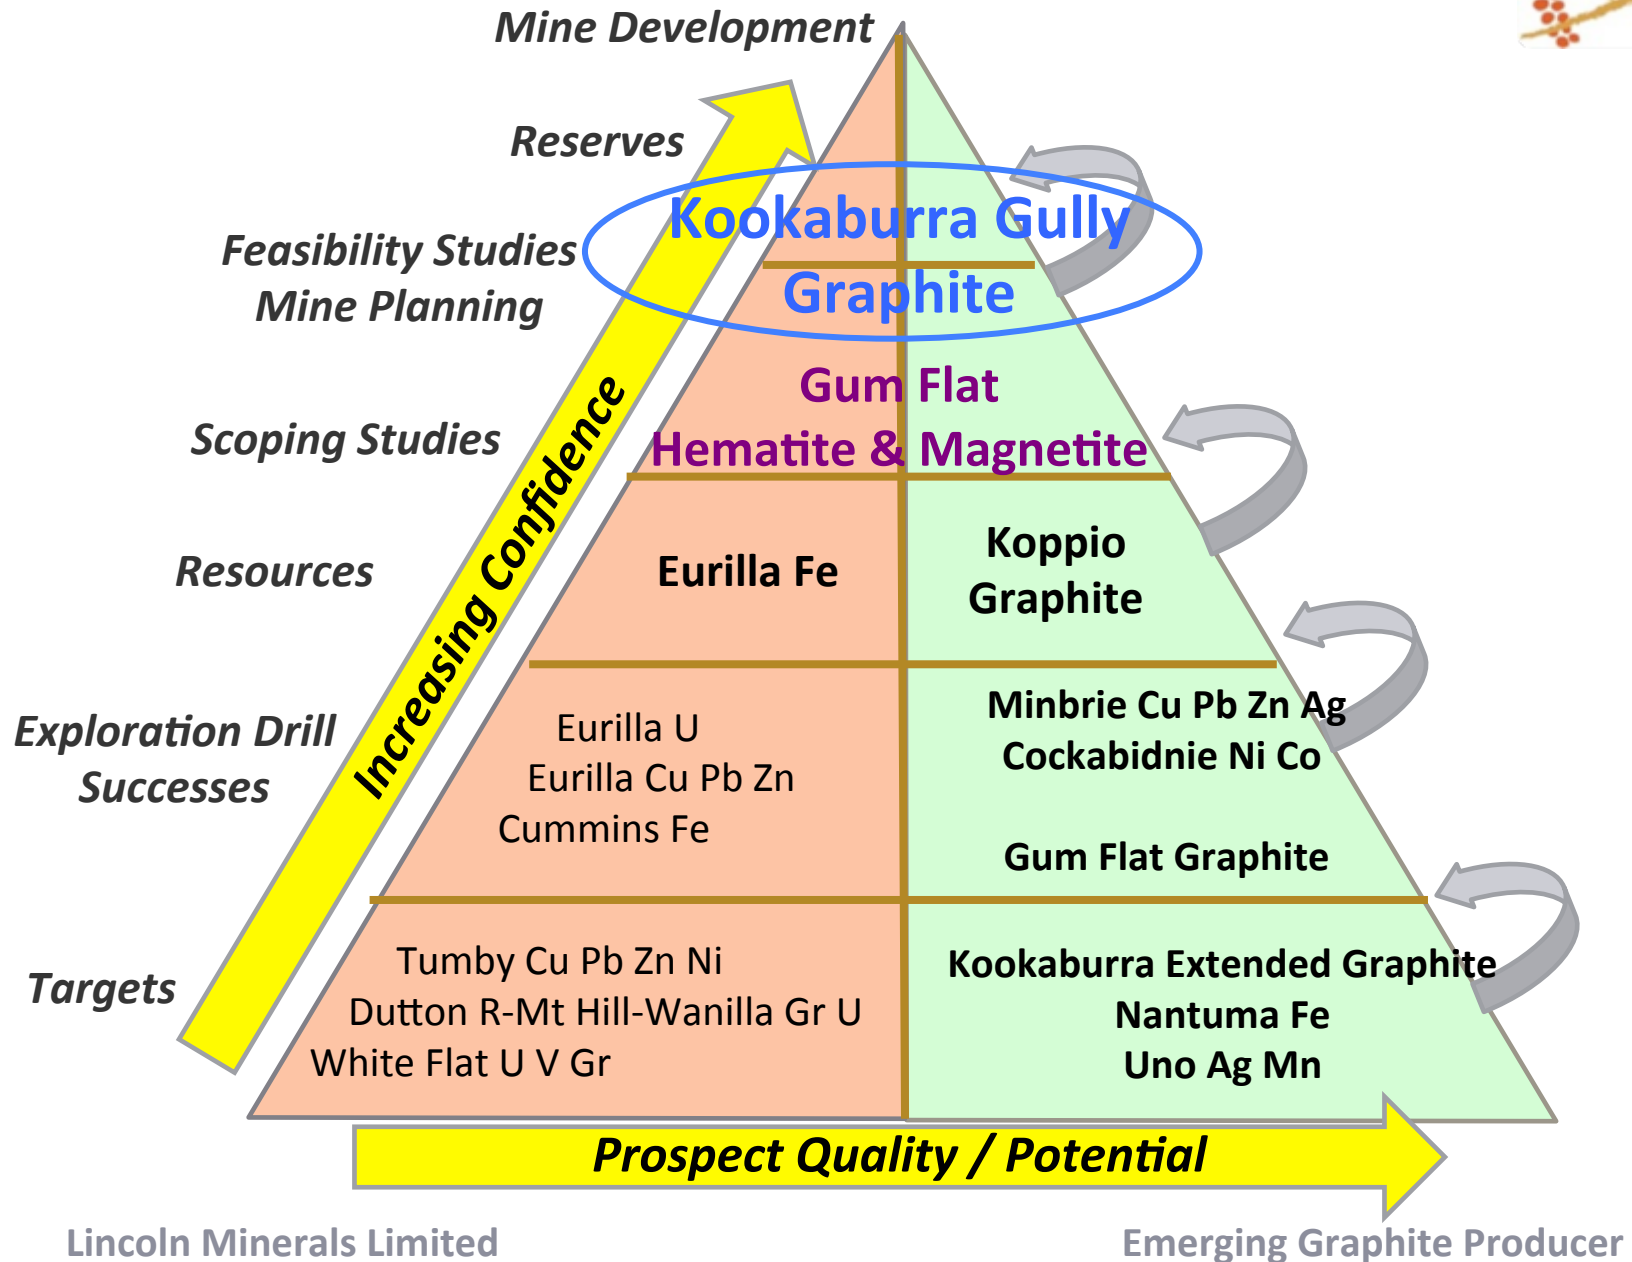 Mine Development
Reserves
Kookaburra Gully
Graphite
Feasibility Studies
Mine Planning
Gum Flat
Hematite & Magnetite
Scoping Studies
Increasing Confidence
Resources
Eurilla Fe
Koppio
Graphite
Exploration Drill
Successes
Eurilla U
Eurilla Cu Pb Zn
Cummins Fe
Minbrie Cu Pb Zn Ag
Cockabidnie Ni Co
Gum Flat Graphite
Targets
Tumby Cu Pb Zn Ni
Dutton R-Mt Hill-Wanilla Gr U
White Flat U V Gr
Kookaburra Extended Graphite
Nantuma Fe
Uno Ag Mn
Prospect Quality / Potential
Lincoln Minerals Limited
Emerging Graphite Producer